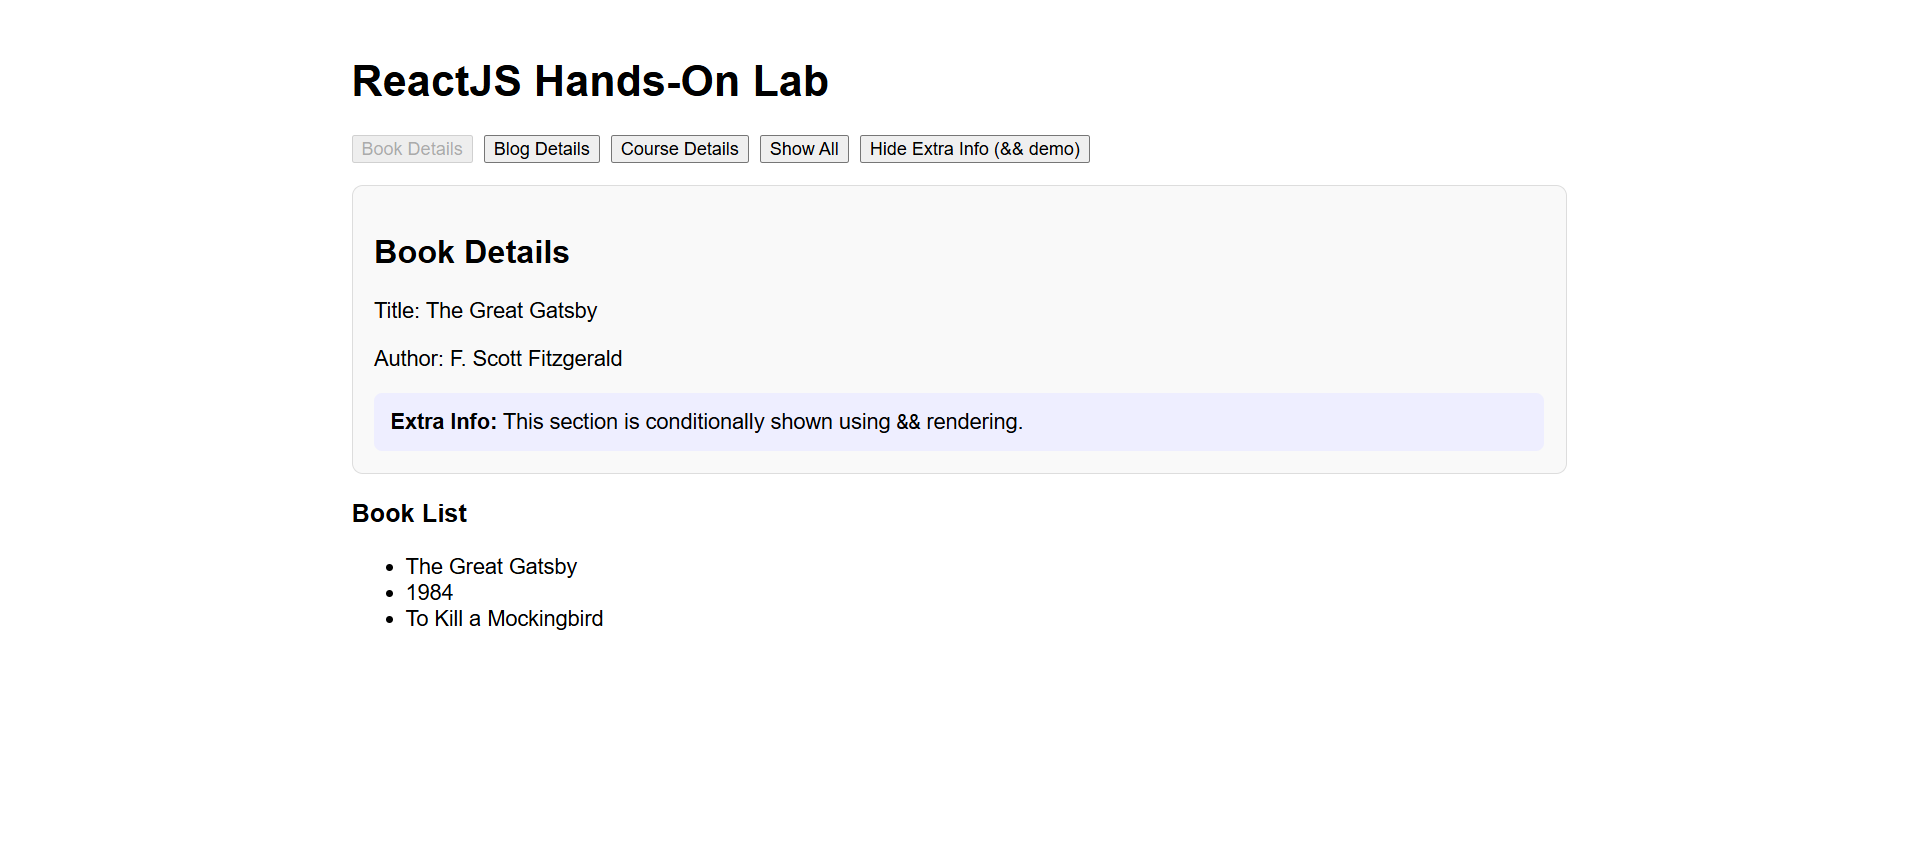 ReactJS Hands-On Lab
Book Details Blog Details Course Details Show All Hide Extra Info (&& demo)
Book Details
Title: The Great Gatsby
Author: F. Scott Fitzgerald
Extra Info: This section is conditionally shown using && rendering.
Book List
• The Great Gatsby
• 1984
• To Kill a Mockingbird